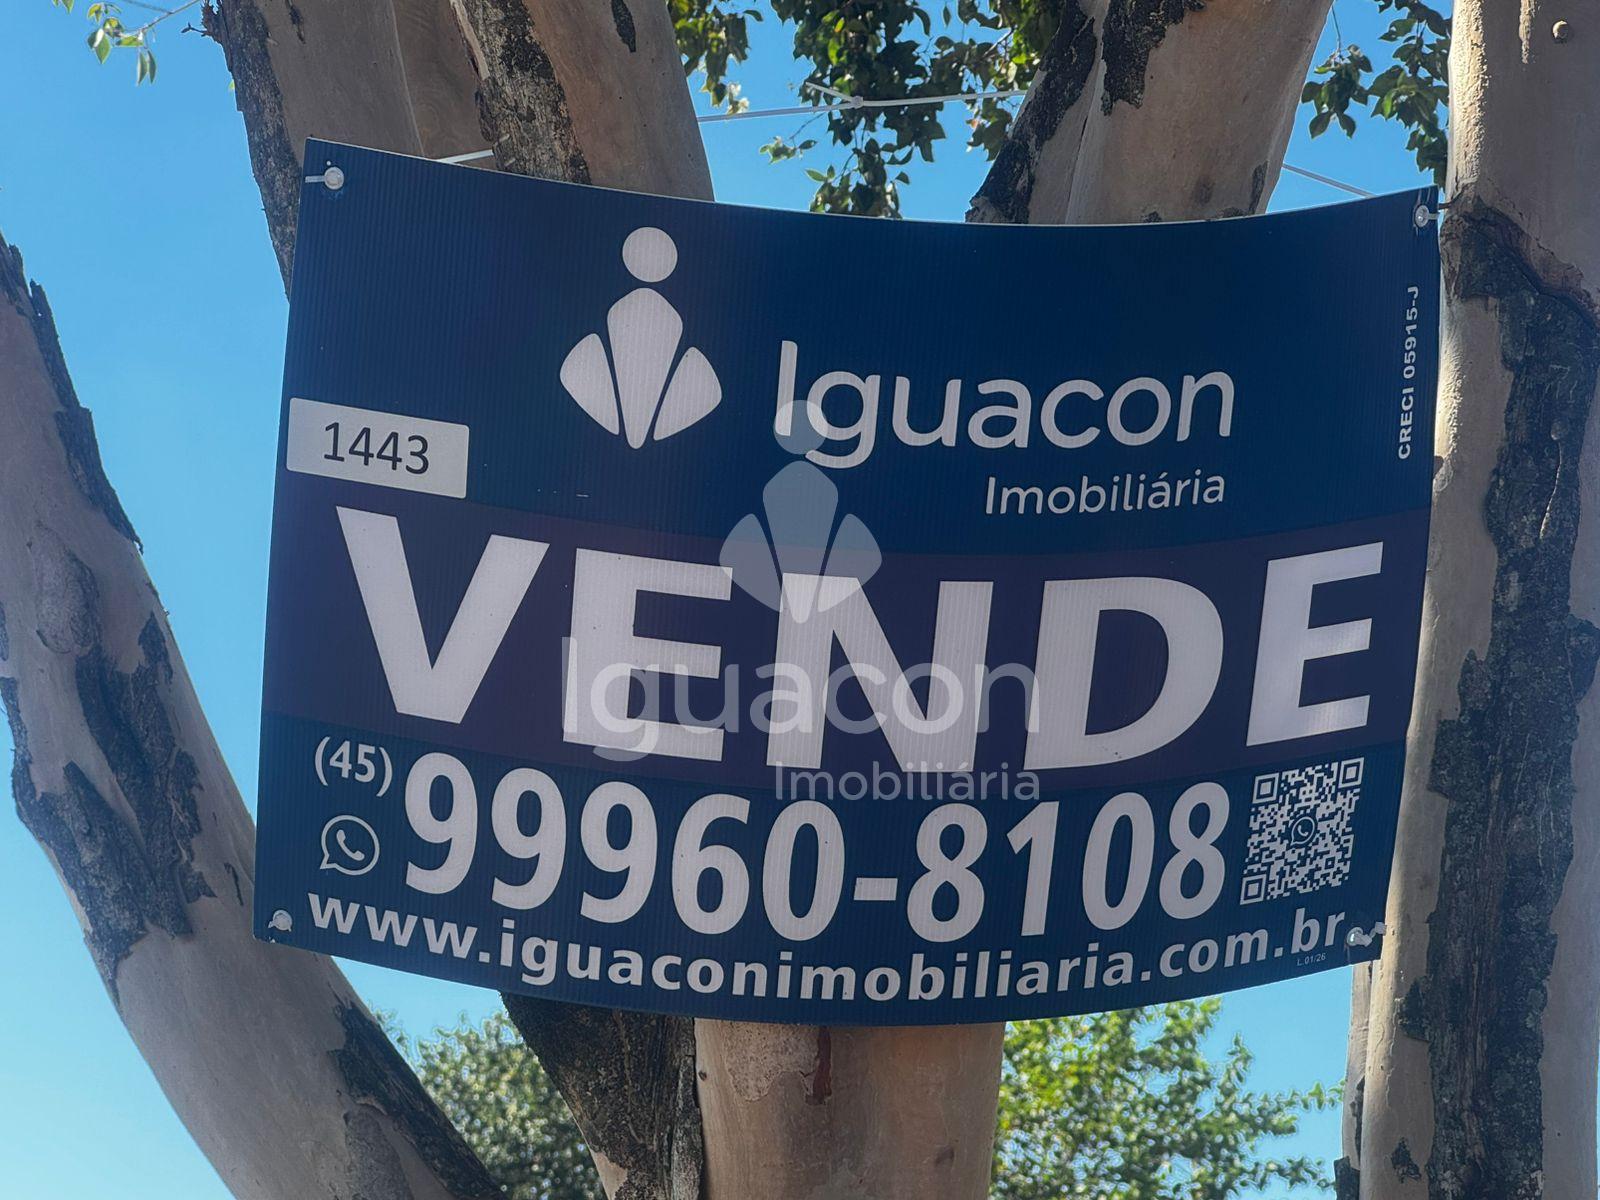 Iguacon
Imobiliária
CRECI 05915-J
1443
VENDE
Iguacon
Imobiliária
(45) 99960-8108
www.iguaconimobiliaria.com.br
L.01/26